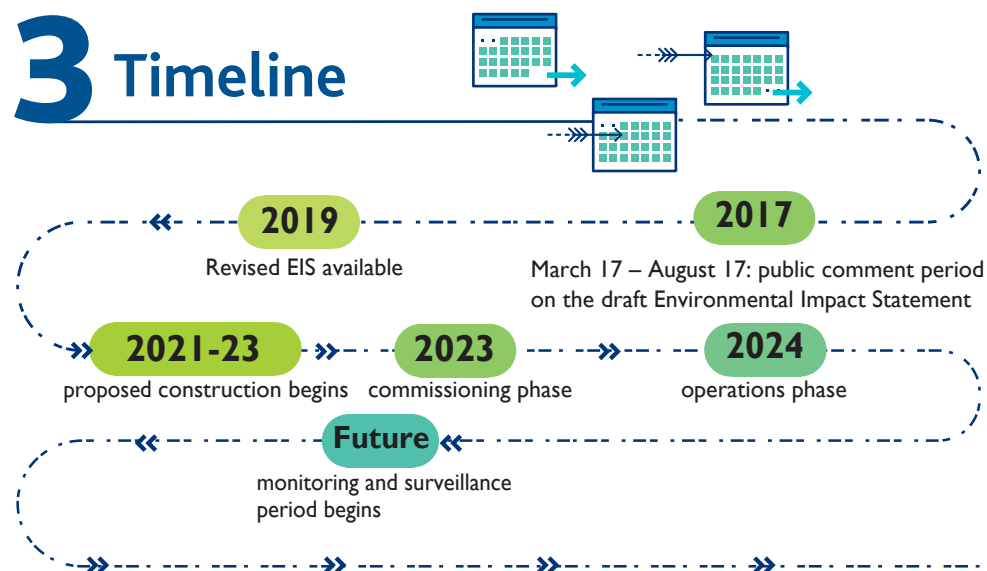 3 Timeline
2017
March 17 – August 17: public comment period
on the draft Environmental Impact Statement
2019
Revised EIS available
2021-23
proposed construction begins
2023
commissioning phase
2024
operations phase
Future
monitoring and surveillance
period begins